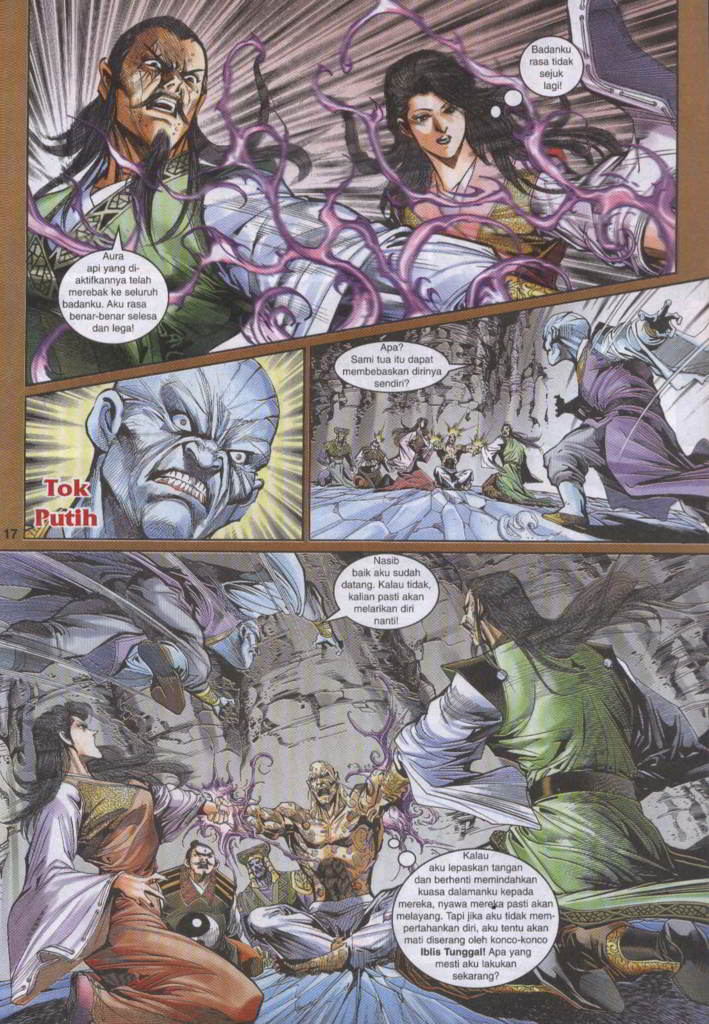 Badanku
rasa tidak
sejuk
lagi!
Aura
api yang di-
aktifkannya telah
merebak ke seluruh
badanku. Aku rasa
benar-benar selesa
dan lega!
Apa?
Sami tua itu dapat
membebaskan dirinya
sendiri?
Tok
Putih
17
Nasib
baik aku sudah
datang. Kalau tidak,
kalian pasti akan
melarikan diri
nanti!
Kalau
aku lepaskan tangan
dan berhenti memindahkan
kuasa dalamanku kepada
mereka, nyawa mereka pasti akan
melayang. Tapi jika aku tidak mem-
pertahankan diri, aku tentu akan
mati diserang oleh konco-konco
Iblis Tunggal! Apa yang
mesti aku lakukan
sekarang?